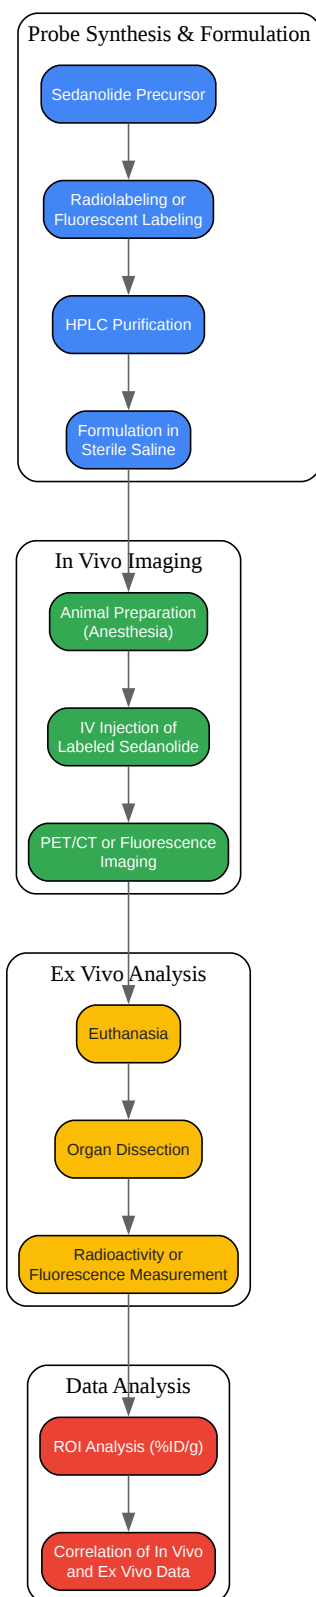 Probe Synthesis & Formulation
Sedanolide Precursor
Radiolabeling or
Fluorescent Labeling
HPLC Purification
Formulation in
Sterile Saline
In Vivo Imaging
Animal Preparation
(Anesthesia)
IV Injection of
Labeled Sedanolide
PET/CT or Fluorescence
Imaging
Ex Vivo Analysis
Euthanasia
Organ Dissection
Radioactivity or
Fluorescence Measurement
Data Analysis
ROI Analysis (%ID/g)
Correlation of In Vivo
and Ex Vivo Data